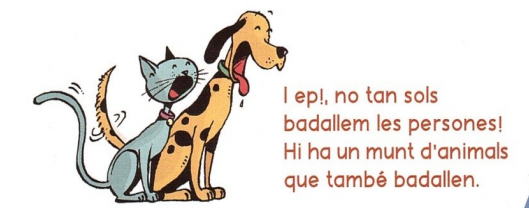 I ep!, no tan sols
badallem les persones!
Hi ha un munt d'animals
que també badallen.